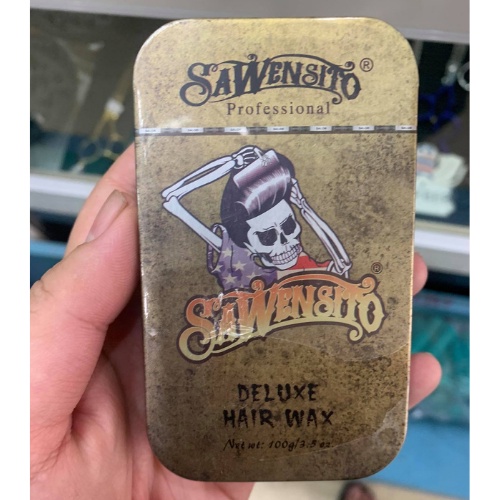 SAWENSITO®
Professional
SAWENSITO®
DELUXE
HAIR WAX
Net wt: 100g/3.5 oz